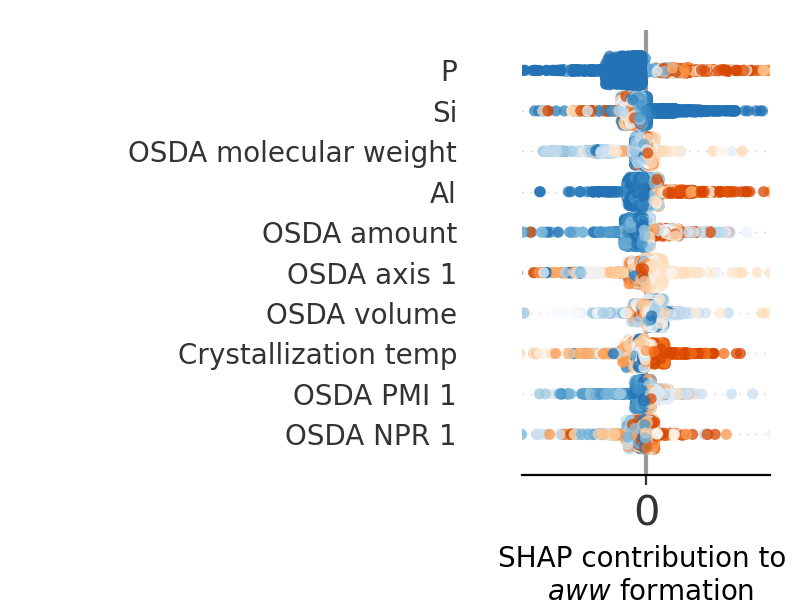 P
Si
OSDA molecular weight
Al
OSDA amount
OSDA axis 1
OSDA volume
Crystallization temp
OSDA PMI 1
OSDA NPR 1
0
SHAP contribution to
aww formation